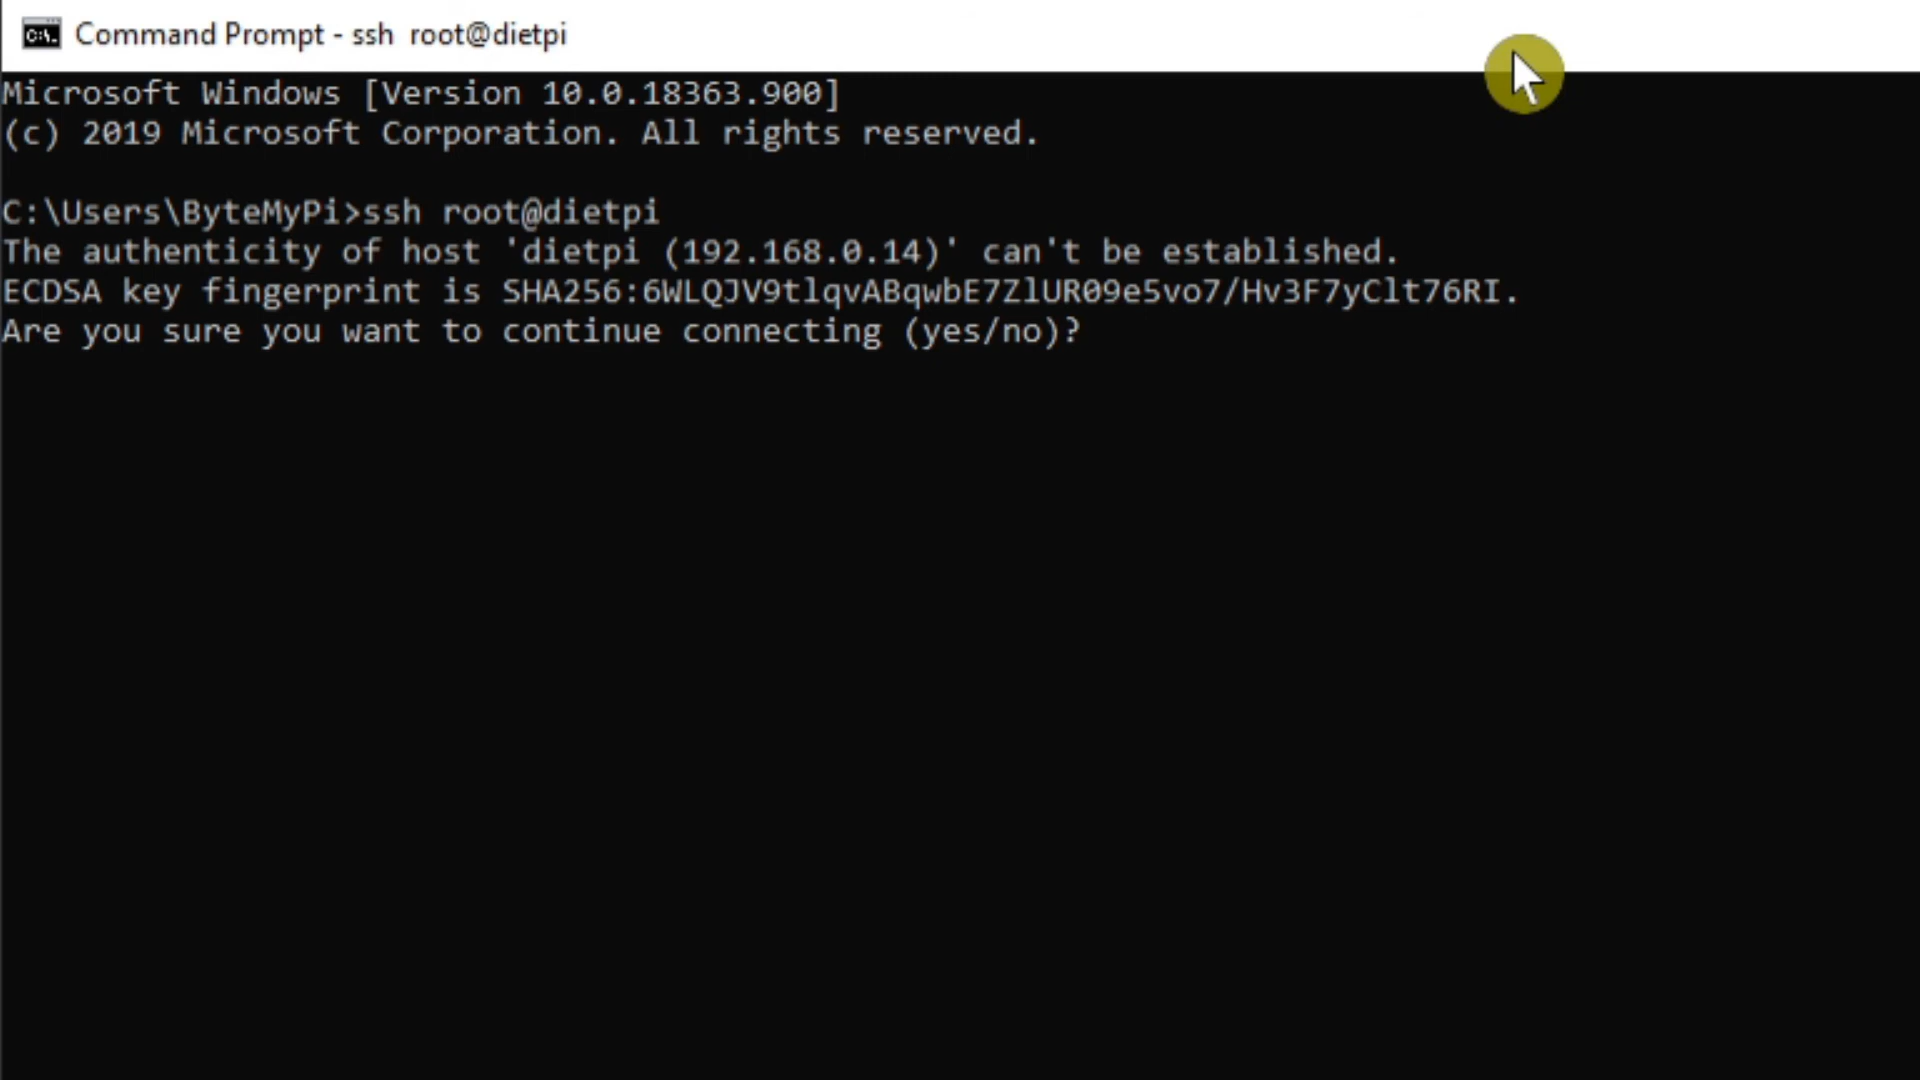 Command Prompt - ssh  root@dietpi
Microsoft Windows [Version 10.0.18363.900]
(c) 2019 Microsoft Corporation. All rights reserved.
C:\Users\ByteMyPi>ssh root@dietpi
The authenticity of host 'dietpi (192.168.0.14)' can't be established.
ECDSA key fingerprint is SHA256:6WLQJV9tlqvABqwbE7ZlUR09e5vo7/Hv3F7yClt76RI.
Are you sure you want to continue connecting (yes/no)?